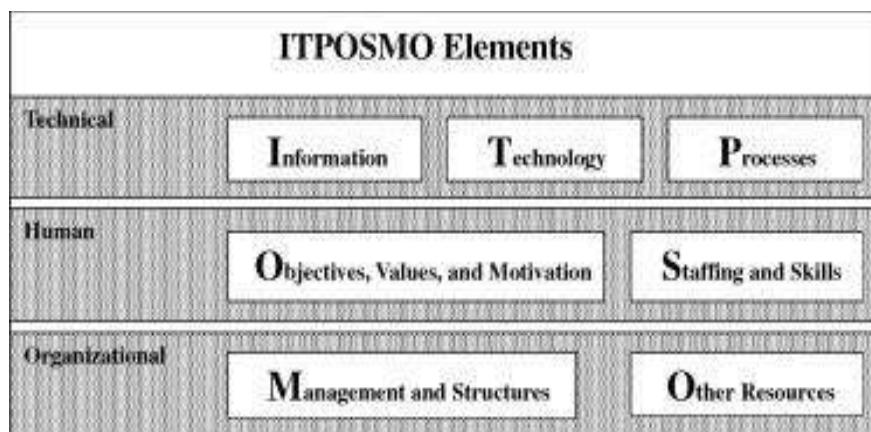 ITPOSMO Elements
Technical
Information
Technology
Processes
Human
Objectives, Values, and Motivation
Staffing and Skills
Organizational
Management and Structures
Other Resources